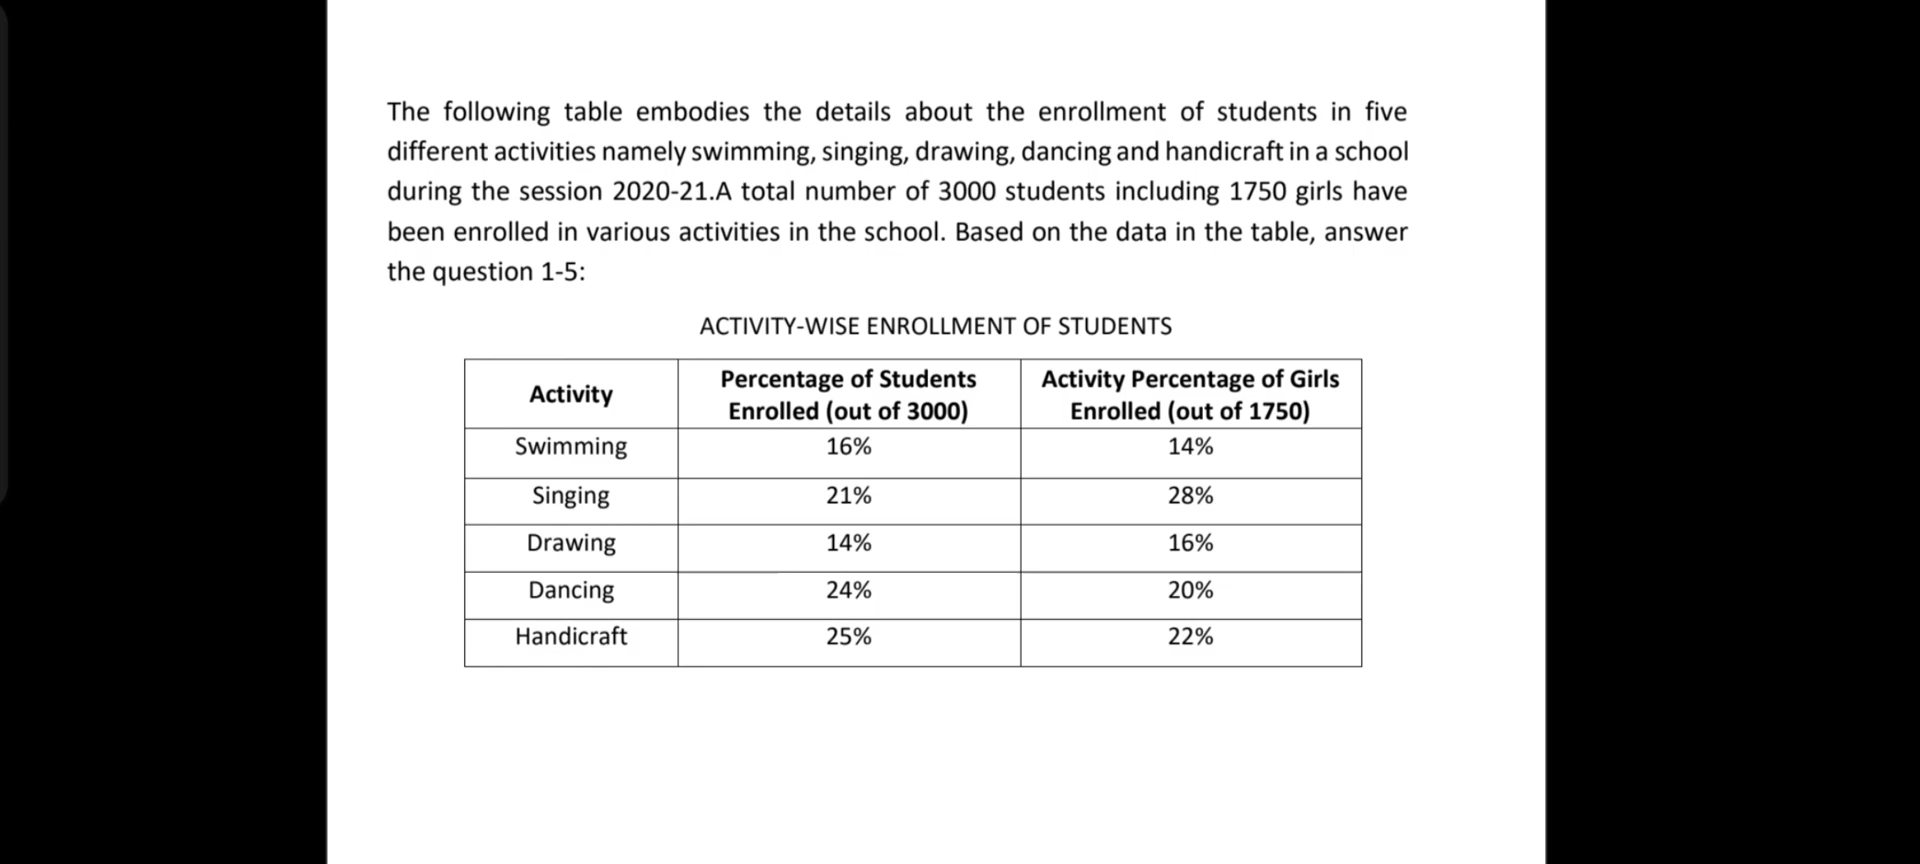 The following table embodies the details about the enrollment of students in five
different activities namely swimming, singing, drawing, dancing and handicraft in a school
during the session 2020-21.A total number of 3000 students including 1750 girls have
been enrolled in various activities in the school. Based on the data in the table, answer
the question 1-5:
ACTIVITY-WISE ENROLLMENT OF STUDENTS
Activity Percentage of Students Enrolled (out of 3000) Activity Percentage of Girls Enrolled (out of 1750)
Swimming 16% 14%
Singing 21% 28%
Drawing 14% 16%
Dancing 24% 20%
Handicraft 25% 22%